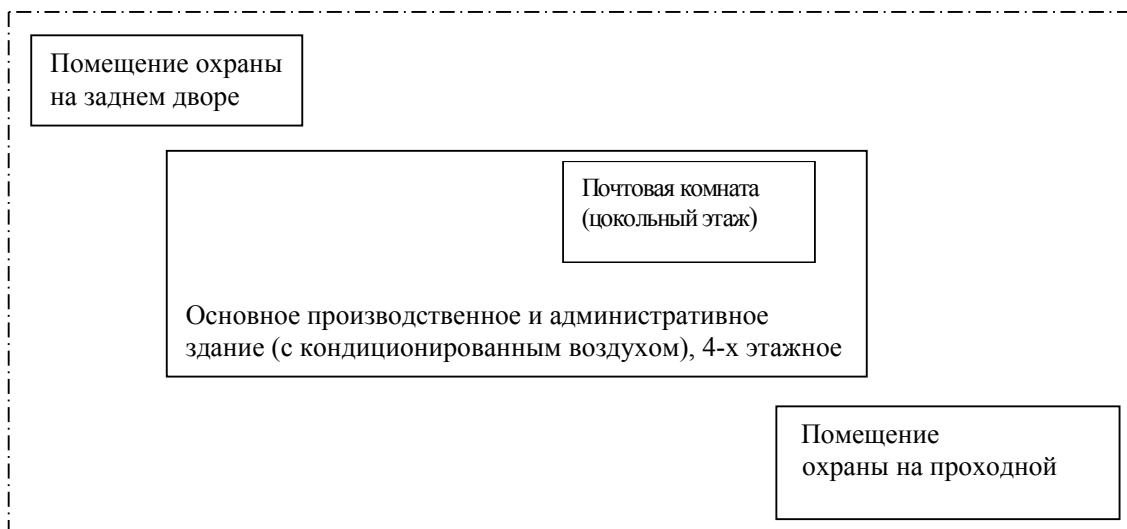 Помещение охраны
на заднем дворе
Почтовая комната
(цокольный этаж)
Основное производственное и административное
здание (с кондиционированным воздухом), 4-х этажное
Помещение
охраны на проходной